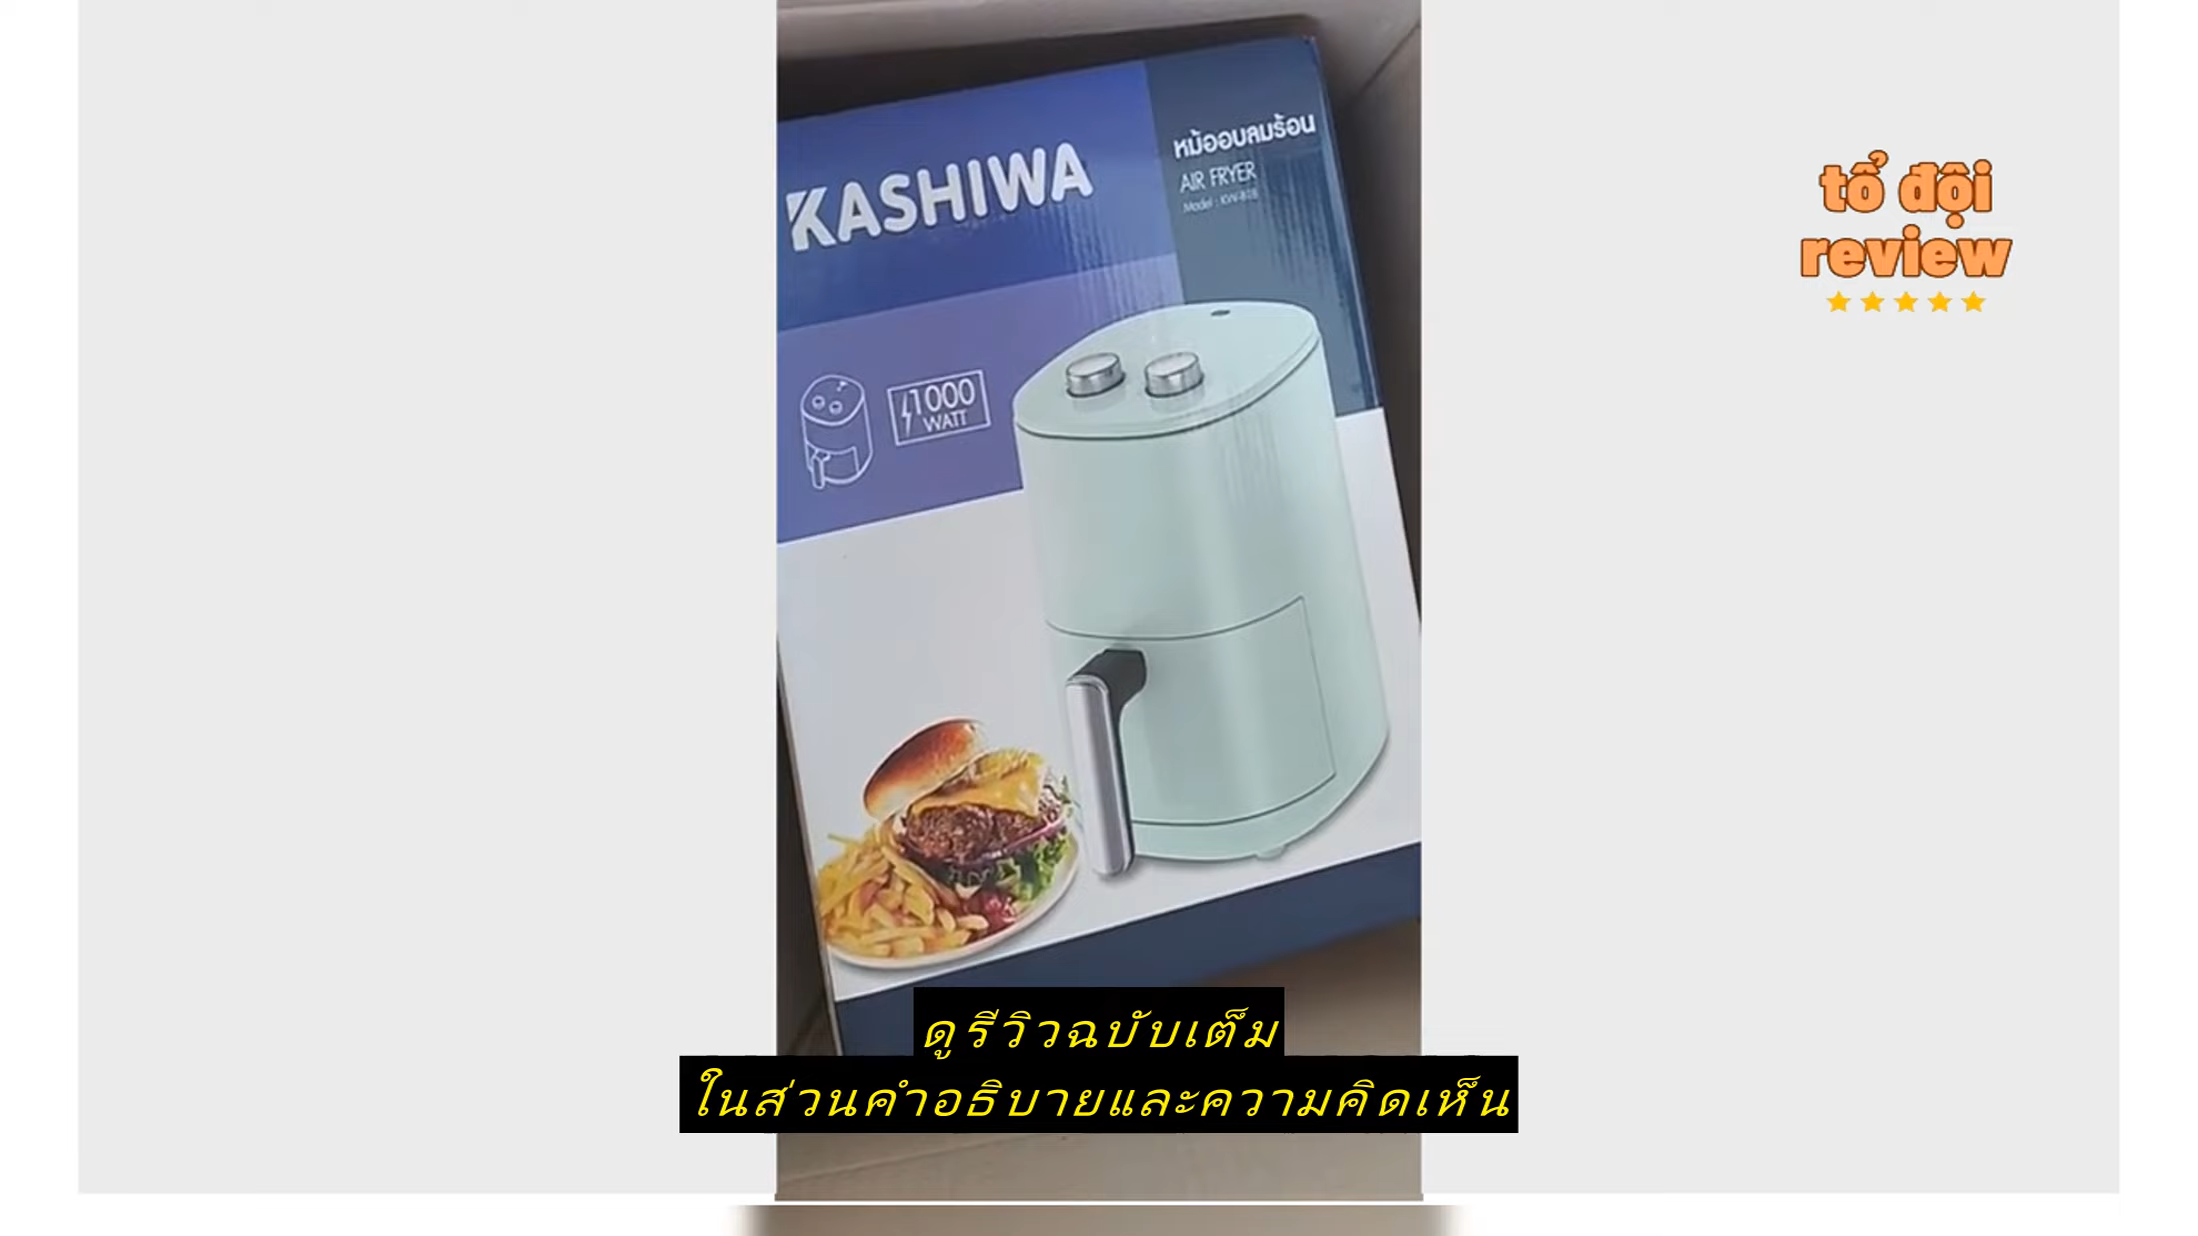 KASHIWA
หม้ออบลมร้อน
AIR FRYER
Model :
1000
WATT
tổ đội
review
ดูรีวิวฉบับเต็ม
ในส่วนคำอธิบายและความคิดเห็น